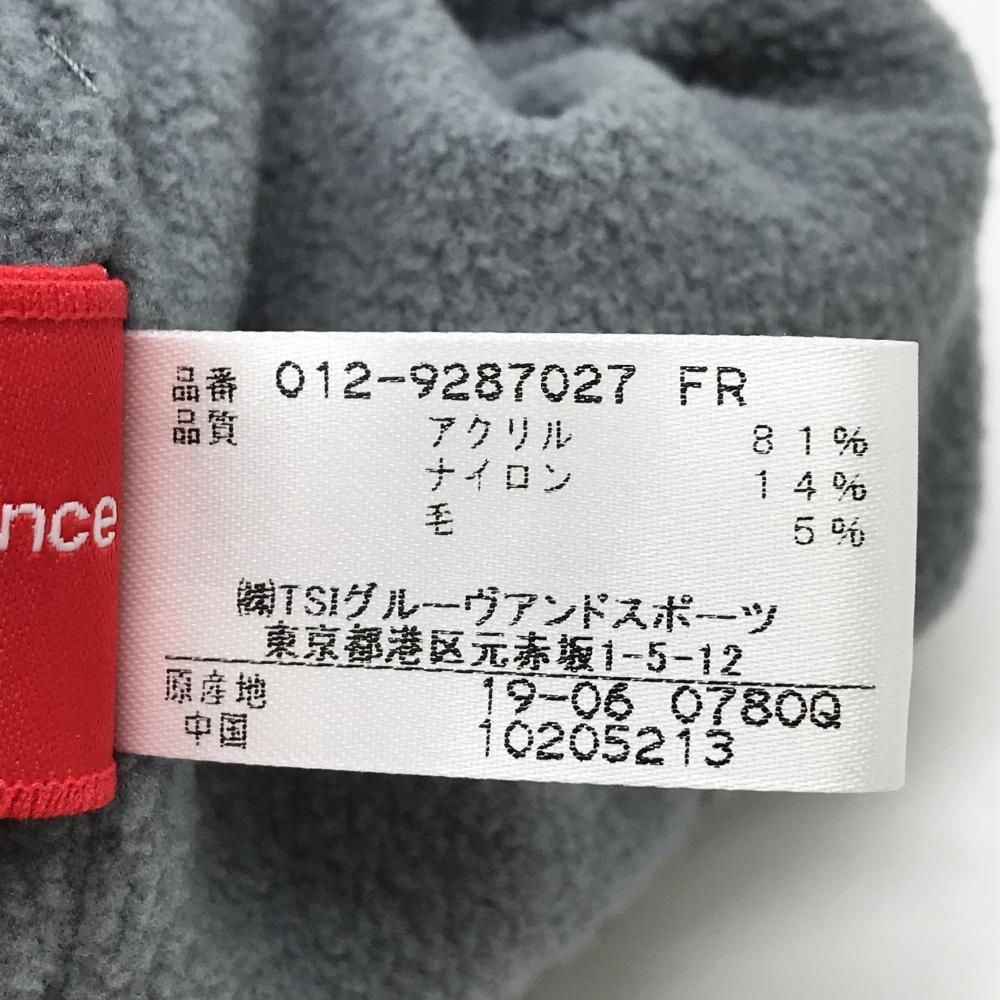 nce
品番 012-9287027 FR
品質 アクリル 81%
ナイロン 14%
毛 5%
㈱TSIグルーヴアンドスポーツ
東京都港区元赤坂1-5-12
原産地 19-06 0780Q
中国 10205213